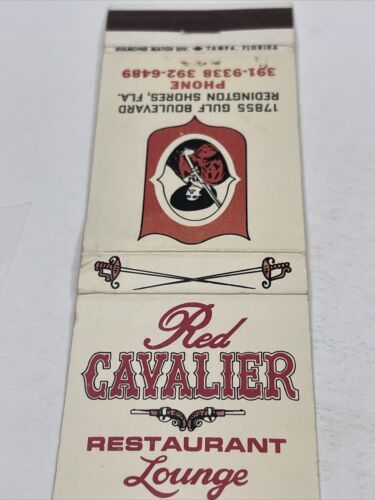 Red
CAVALIER
RESTAURANT
Lounge
17855 GULF BOULEVARD
REDINGTON SHORES, FLA.
PHONE
391-9338 392-6489
MATCH DIV. TAMPA, FLORIDA